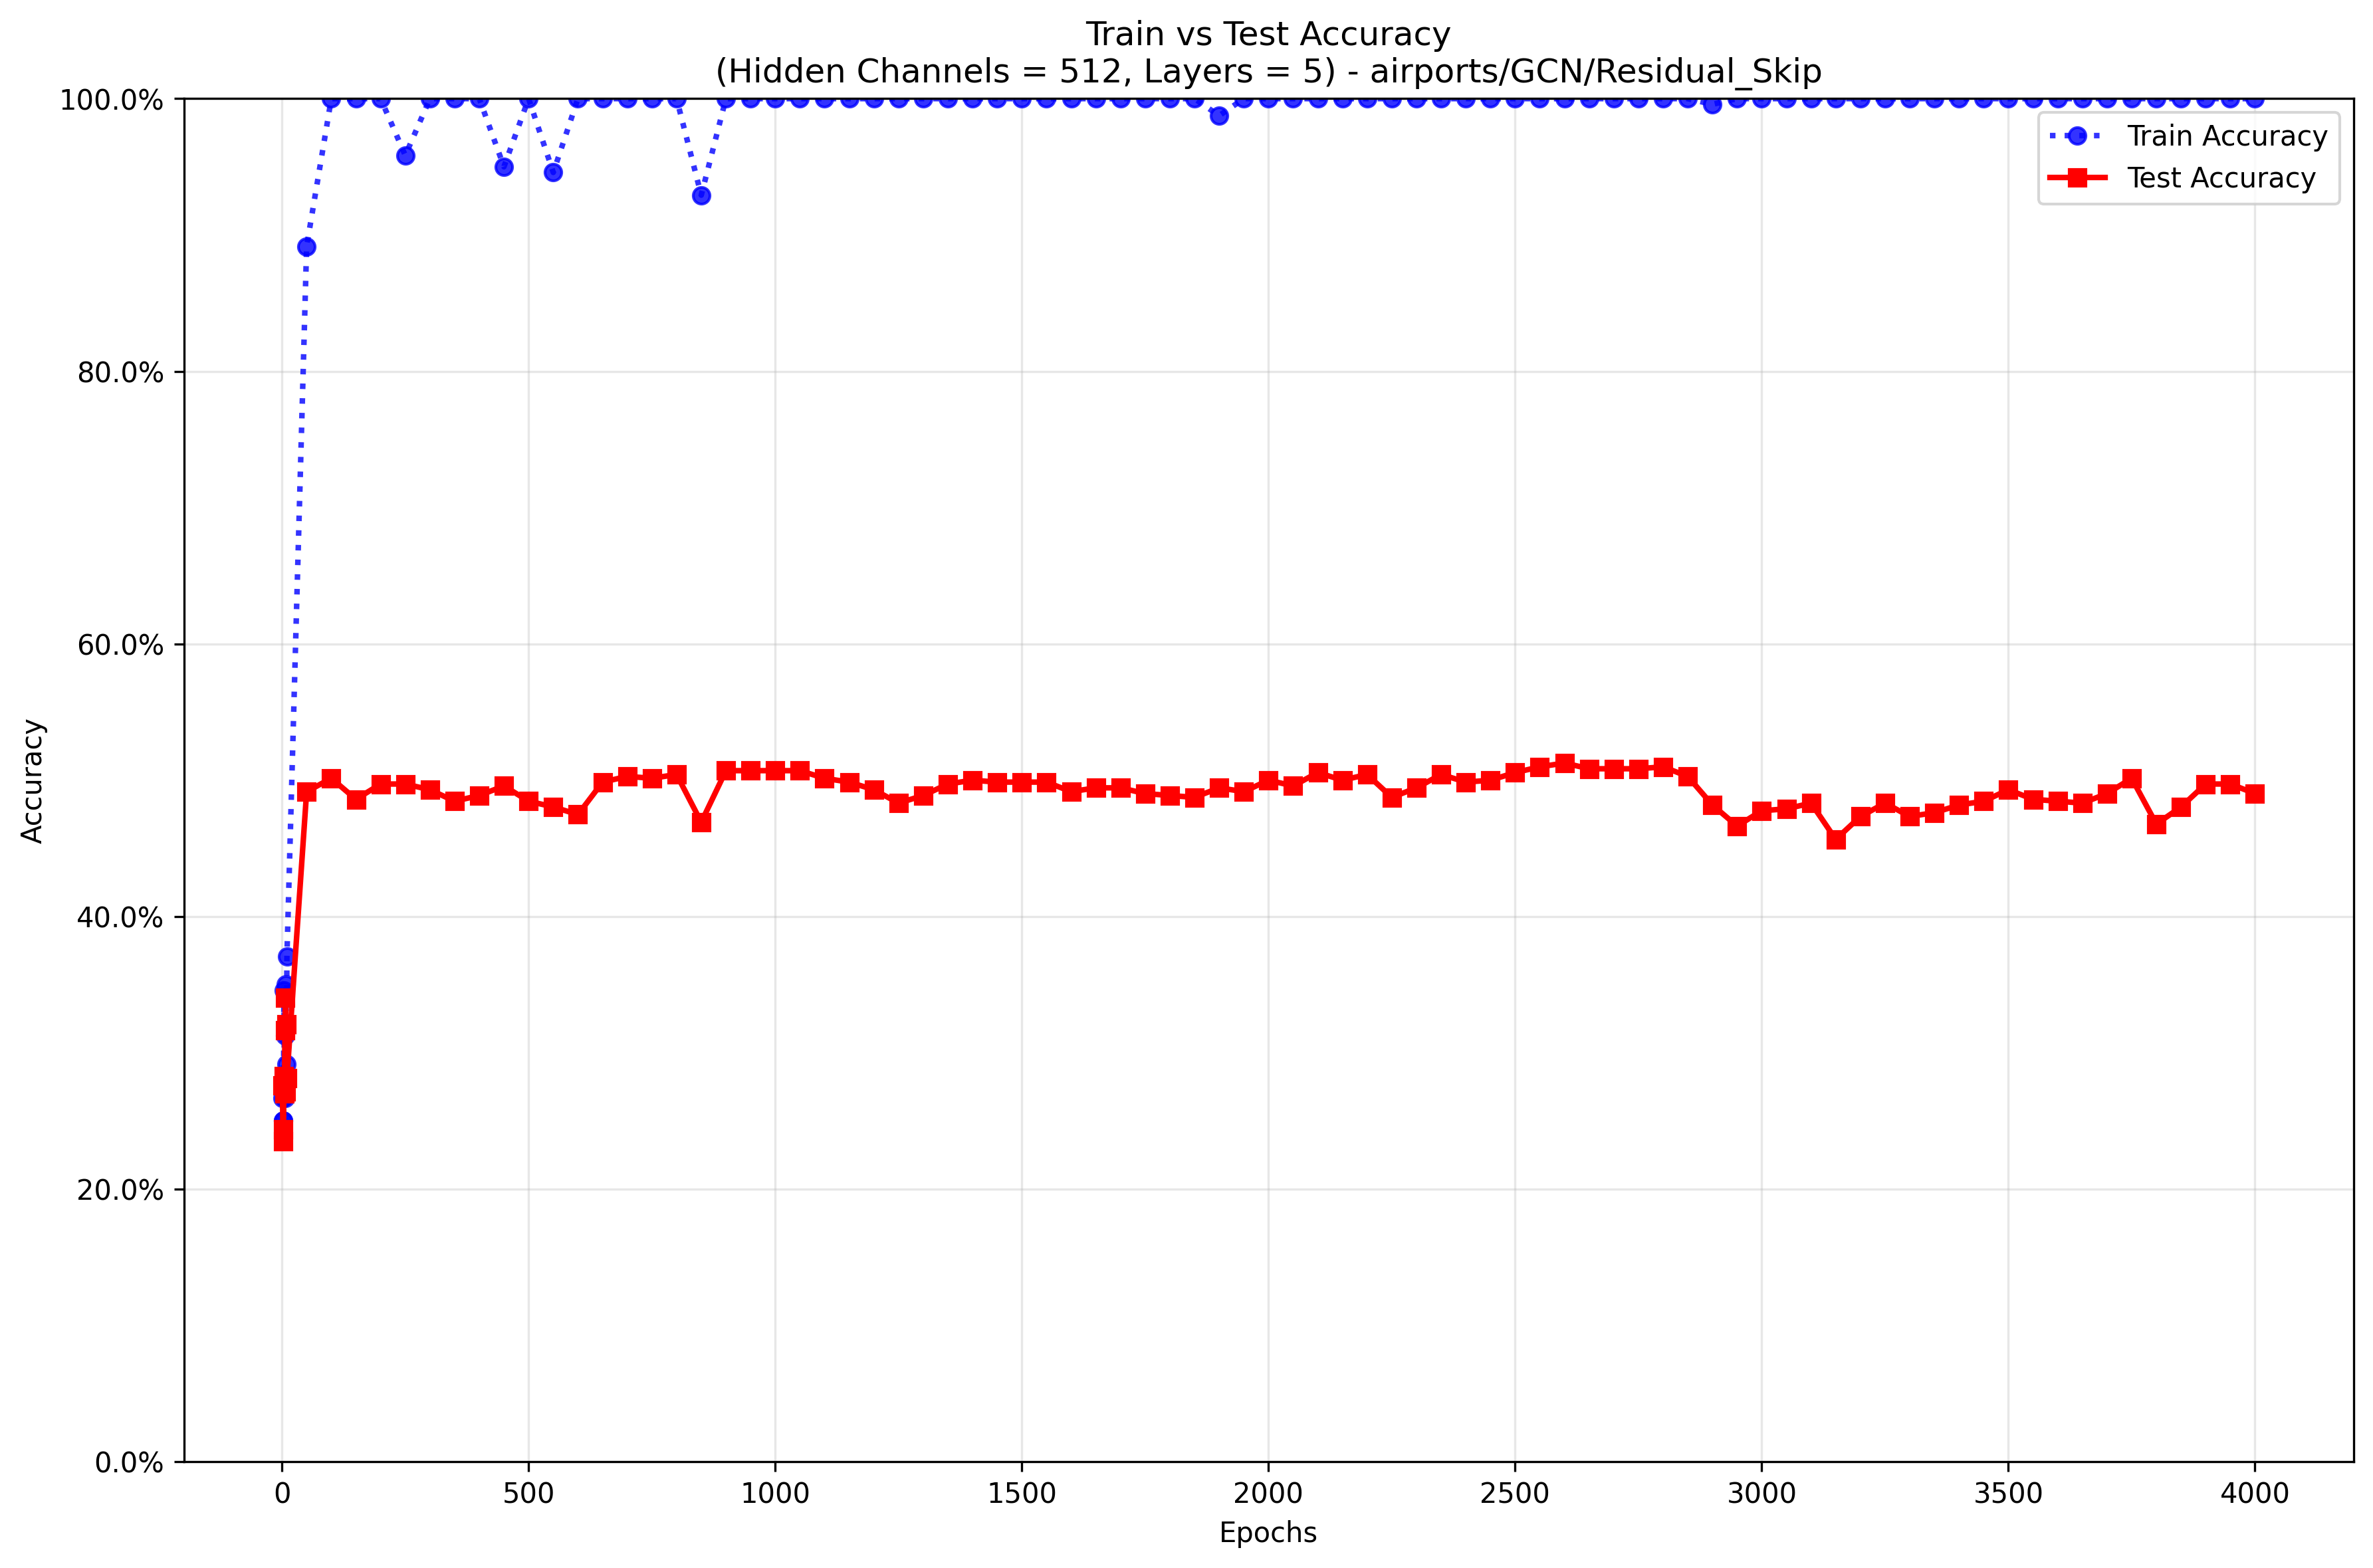 Train vs Test Accuracy
(Hidden Channels = 512, Layers = 5) - airports/GCN/Residual_Skip
100.0%
80.0%
60.0%
40.0%
20.0%
0.0%
Accuracy
Train Accuracy
Test Accuracy
0 500 1000 1500 2000 2500 3000 3500 4000
Epochs